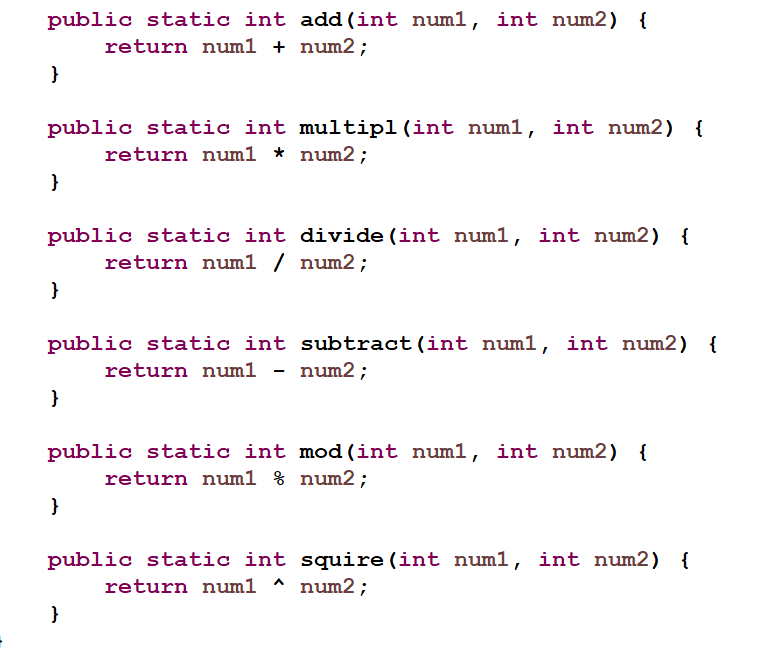 public static int add(int num1, int num2) {
return num1 + num2;
}
public static int multipl(int num1, int num2) {
return num1 * num2;
}
public static int divide(int num1, int num2) {
return num1 / num2;
}
public static int subtract(int num1, int num2) {
return num1 - num2;
}
public static int mod(int num1, int num2) {
return num1 % num2;
}
public static int squire(int num1, int num2) {
return num1 ^ num2;
}
}